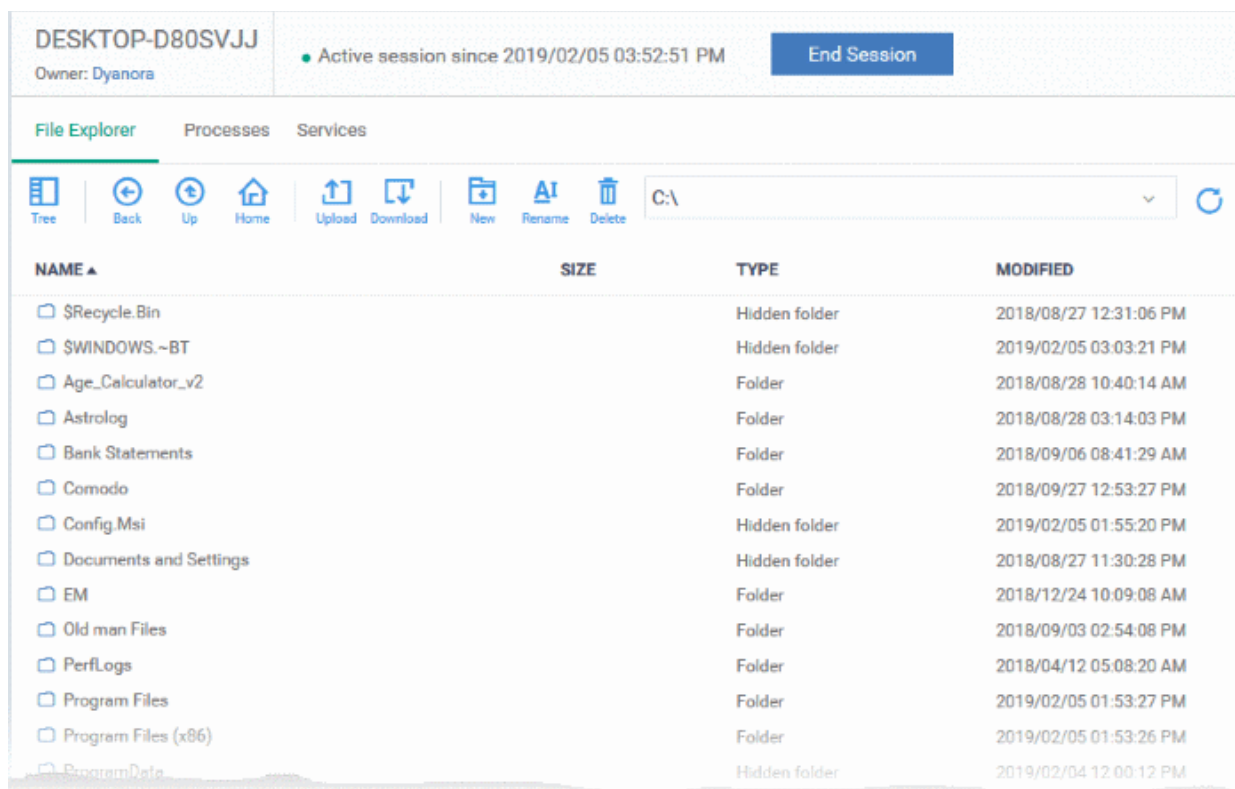 DESKTOP-D80SVJJ
Owner: Dyanora
Active session since 2019/02/05 03:52:51 PM
End Session
File Explorer Processes Services
Tree Back Up Home Upload Download New Rename Delete C:\
NAME SIZE TYPE MODIFIED
$Recycle.Bin Hidden folder 2018/08/27 12:31:06 PM
$WINDOWS.~BT Hidden folder 2019/02/05 03:03:21 PM
Age_Calculator_v2 Folder 2018/08/28 10:40:14 AM
Astrolog Folder 2018/08/28 03:14:03 PM
Bank Statements Folder 2018/09/06 08:41:29 AM
Comodo Folder 2018/09/27 12:53:27 PM
Config.Msi Hidden folder 2019/02/05 01:55:20 PM
Documents and Settings Hidden folder 2018/08/27 11:30:28 PM
EM Folder 2018/12/24 10:09:08 AM
Old man Files Folder 2018/09/03 02:54:08 PM
PerfLogs Folder 2018/04/12 05:08:20 AM
Program Files Folder 2019/02/05 01:53:27 PM
Program Files (x86) Folder 2019/02/05 01:53:26 PM
ProgramData Hidden folder 2019/02/04 12:00:12 PM